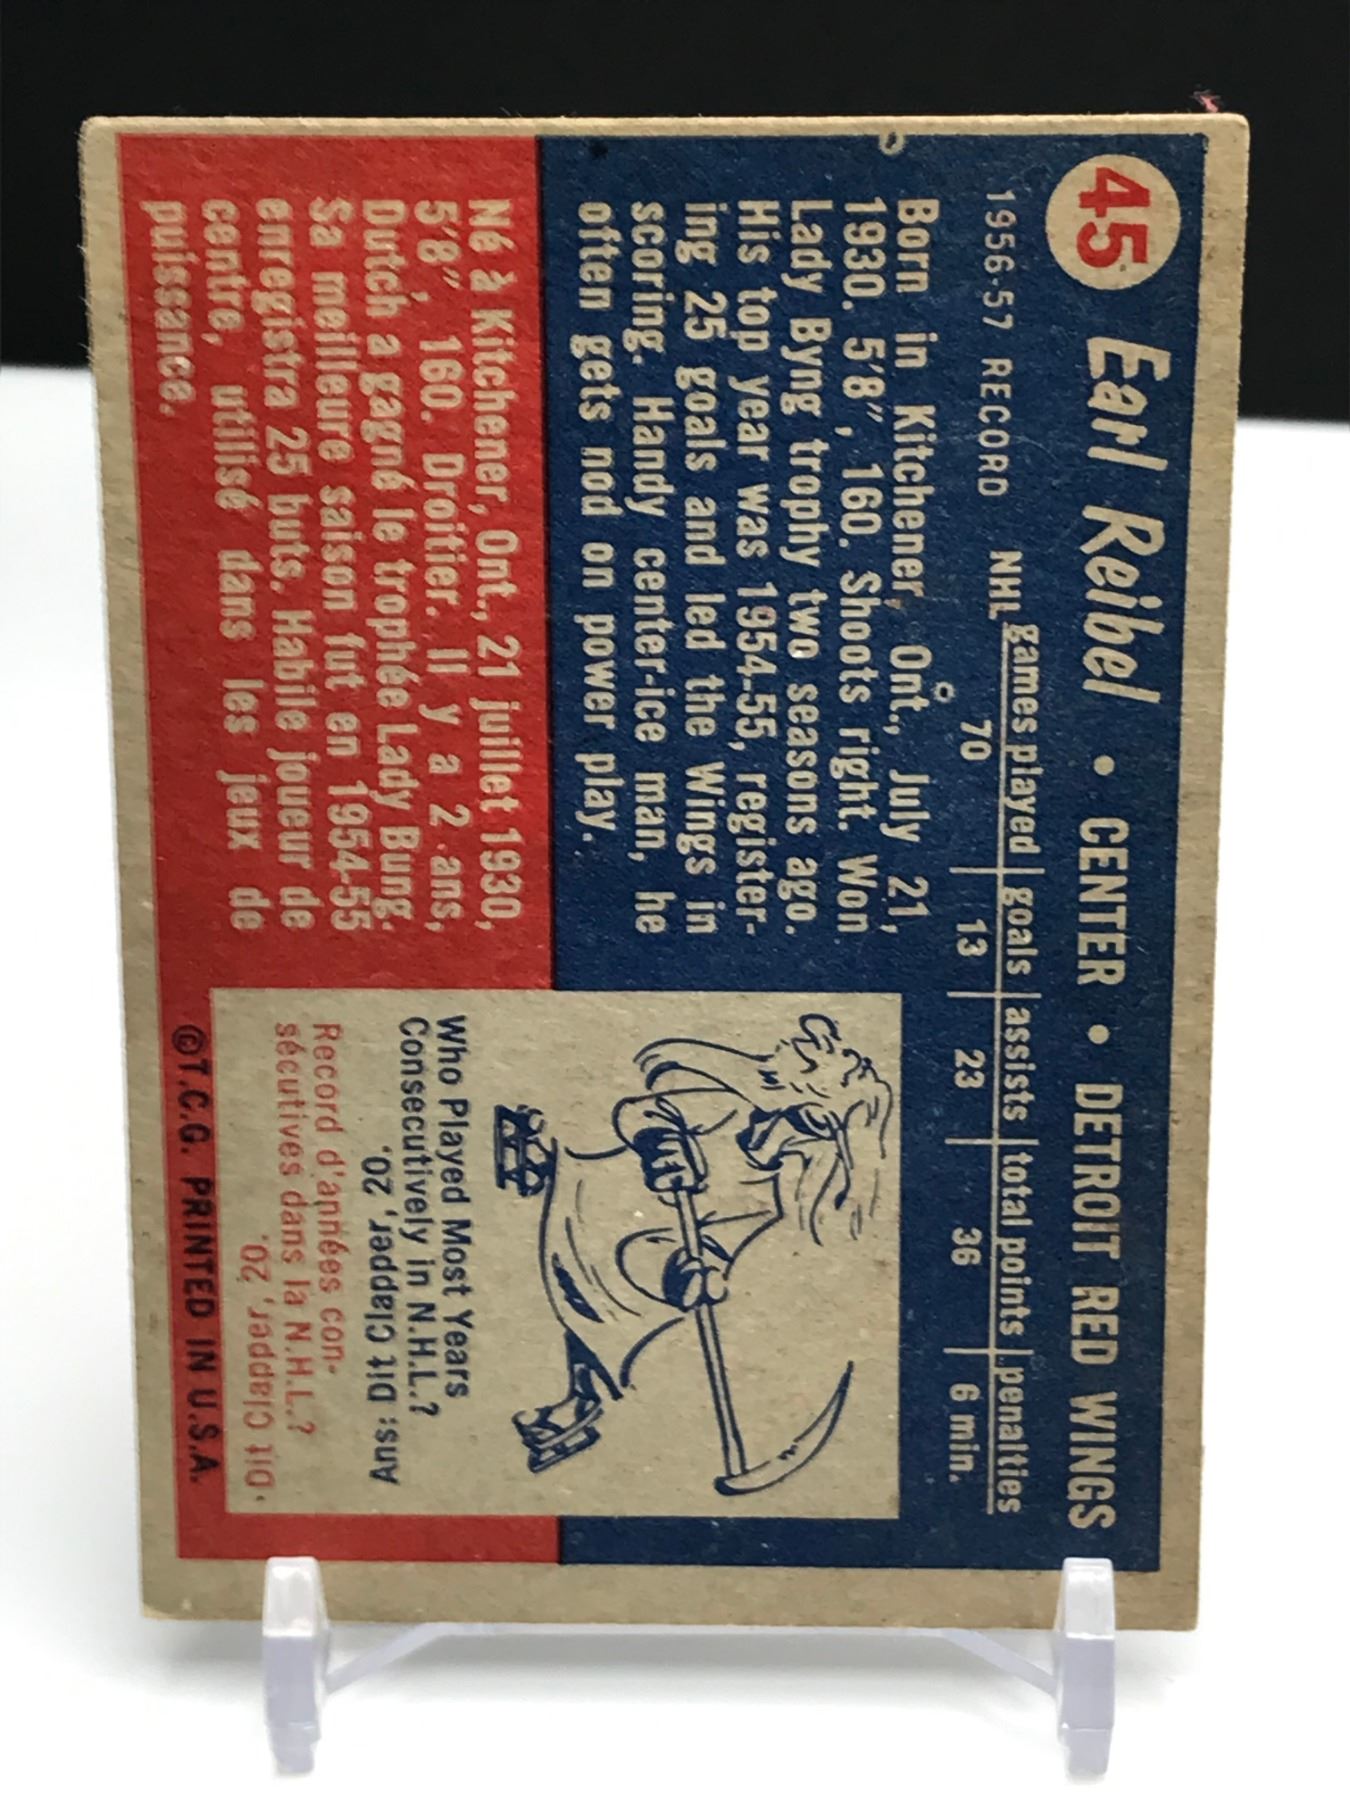 45 Earl Reibel • CENTER • DETROIT RED WINGS
1956-57 RECORD NHL games played goals assists total points penalties
70 13 23 36 6 min.
Born in Kitchener, Ont., July 21,
1930. 5'8", 160. Shoots right. Won
Lady Byng trophy two seasons ago.
His top year was 1954-55, register-
ing 25 goals and led the Wings in
scoring. Handy center-ice man, he
often gets nod on power play.
Né à Kitchener, Ont., 21 juillet 1930,
5'8", 160. Droitier. Il y a 2 ans,
Dutch a gagné le trophée Lady Bung.
Sa meilleure saison fut en 1954-55
enregistra 25 buts. Habile joueur de
centre, utilisé dans les jeux de
puissance.
Who Played Most Years
Consecutively in N.H.L.?
Ans: Dit Clapper, 20.
Record d'années con-
sécutives dans la N.H.L.?
Dit Clapper, 20.
©T.C.G. PRINTED IN U.S.A.